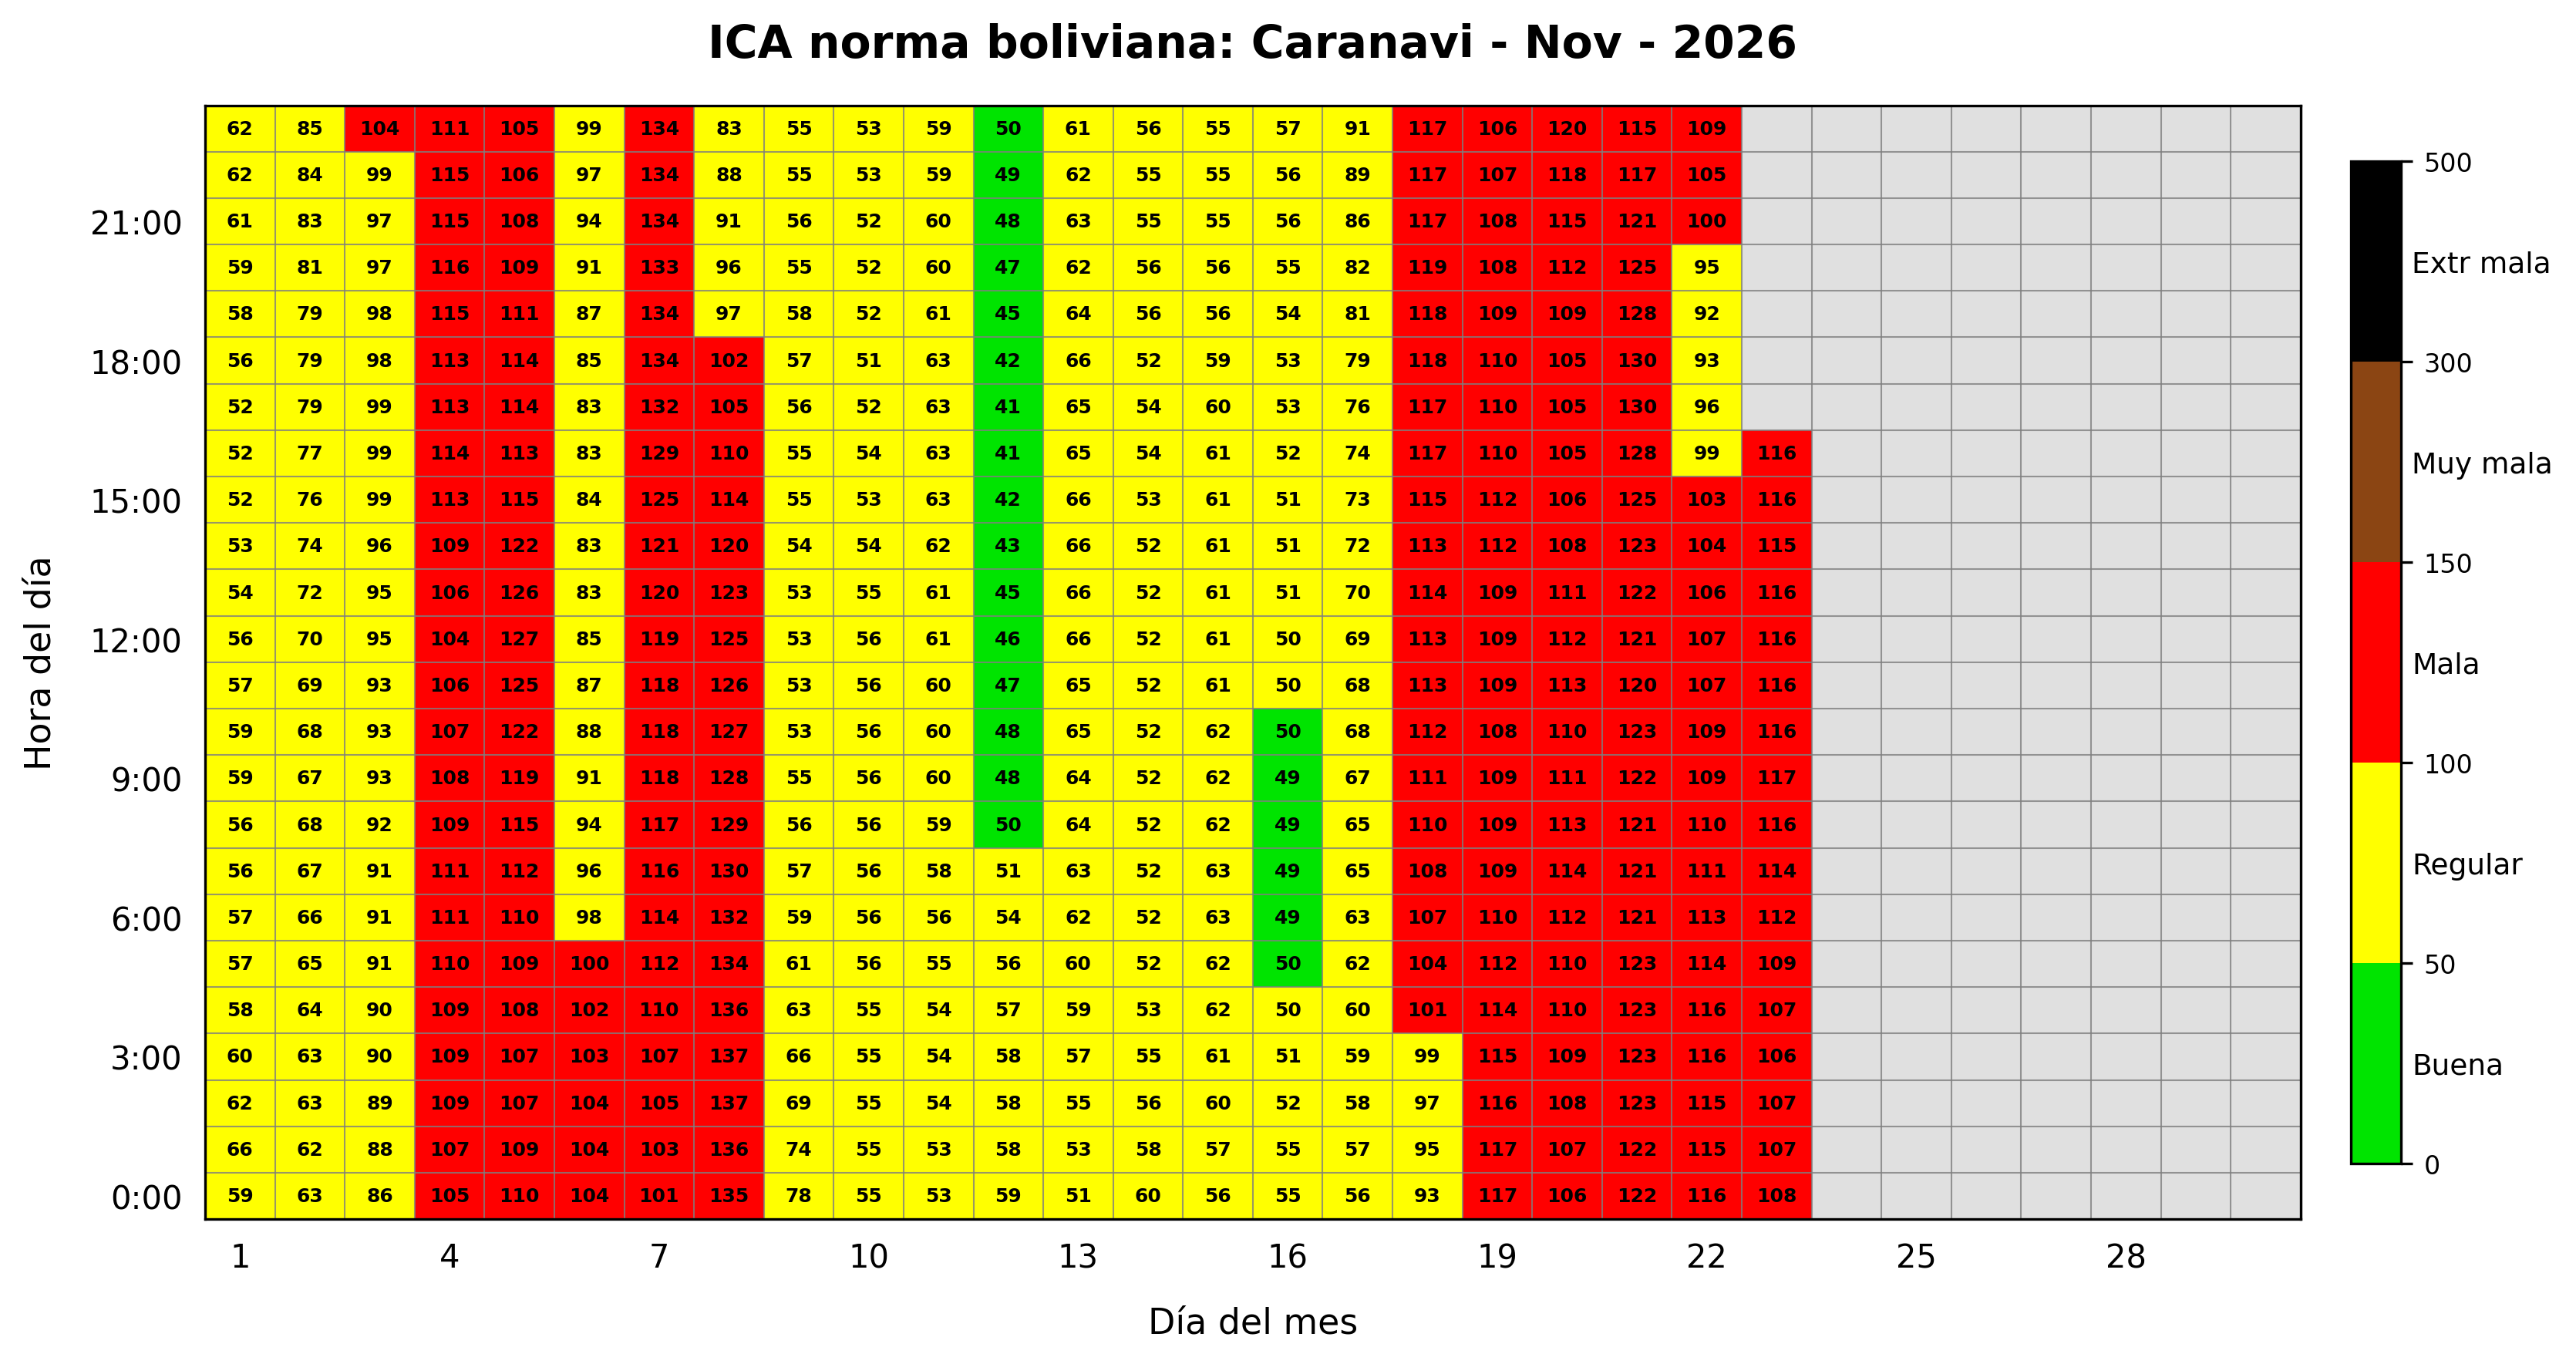 ICA norma boliviana: Caranavi - Nov - 2026
62 85 104 111 105 99 134 83 55 53 59 50 61 56 55 57 91 117 106 120 115 109
62 84 99 115 106 97 134 88 55 53 59 49 62 55 55 56 89 117 107 118 117 105
21:00 61 83 97 115 108 94 134 91 56 52 60 48 63 55 55 56 86 117 108 115 121 100
59 81 97 116 109 91 133 96 55 52 60 47 62 56 56 55 82 119 108 112 125 95
58 79 98 115 111 87 134 97 58 52 61 45 64 56 56 54 81 118 109 109 128 92
18:00 56 79 98 113 114 85 134 102 57 51 63 42 66 52 59 53 79 118 110 105 130 93
52 79 99 113 114 83 132 105 56 52 63 41 65 54 60 53 76 117 110 105 130 96
52 77 99 114 113 83 129 110 55 54 63 41 65 54 61 52 74 117 110 105 128 99 116
15:00 52 76 99 113 115 84 125 114 55 53 63 42 66 53 61 51 73 115 112 106 125 103 116
53 74 96 109 122 83 121 120 54 54 62 43 66 52 61 51 72 113 112 108 123 104 115
54 72 95 106 126 83 120 123 53 55 61 45 66 52 61 51 70 114 109 111 122 106 116
12:00 56 70 95 104 127 85 119 125 53 56 61 46 66 52 61 50 69 113 109 112 121 107 116
57 69 93 106 125 87 118 126 53 56 60 47 65 52 61 50 68 113 109 113 120 107 116
59 68 93 107 122 88 118 127 53 56 60 48 65 52 62 50 68 112 108 110 123 109 116
9:00 59 67 93 108 119 91 118 128 55 56 60 48 64 52 62 49 67 111 109 111 122 109 117
56 68 92 109 115 94 117 129 56 56 59 50 64 52 62 49 65 110 109 113 121 110 116
56 67 91 111 112 96 116 130 57 56 58 51 63 52 63 49 65 108 109 114 121 111 114
6:00 57 66 91 111 110 98 114 132 59 56 56 54 62 52 63 49 63 107 110 112 121 113 112
57 65 91 110 109 100 112 134 61 56 55 56 60 52 62 50 62 104 112 110 123 114 109
58 64 90 109 108 102 110 136 63 55 54 57 59 53 62 50 60 101 114 110 123 116 107
3:00 60 63 90 109 107 103 107 137 66 55 54 58 57 55 61 51 59 99 115 109 123 116 106
62 63 89 109 107 104 105 137 69 55 54 58 55 56 60 52 58 97 116 108 123 115 107
66 62 88 107 109 104 103 136 74 55 53 58 53 58 57 55 57 95 117 107 122 115 107
0:00 59 63 86 105 110 104 101 135 78 55 53 59 51 60 56 55 56 93 117 106 122 116 108
1 4 7 10 13 16 19 22 25 28
Día del mes
Hora del día
500
Extr mala
300
Muy mala
150
Mala
100
Regular
50
Buena
0